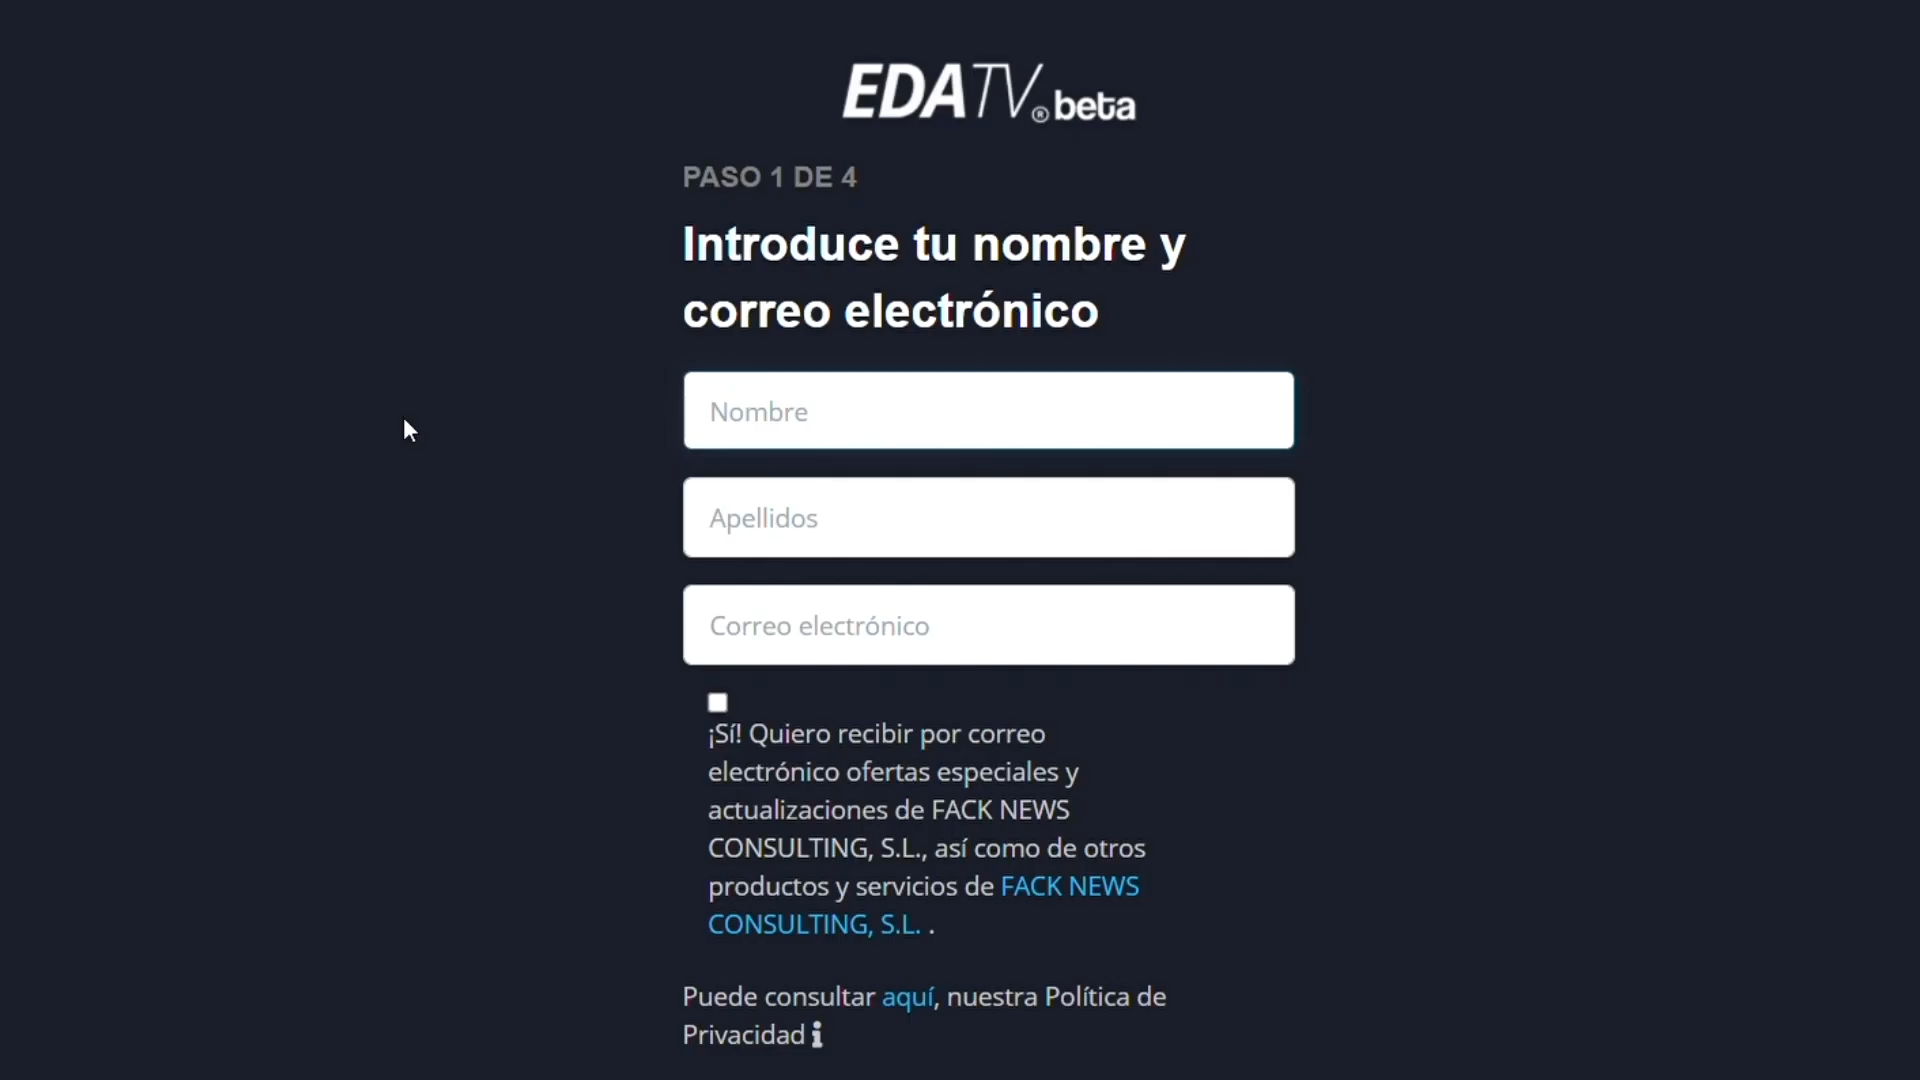 EDATV® beta
PASO 1 DE 4
Introduce tu nombre y
correo electrónico
Nombre
Apellidos
Correo electrónico
¡Sí! Quiero recibir por correo
electrónico ofertas especiales y
actualizaciones de FACK NEWS
CONSULTING, S.L., así como de otros
productos y servicios de FACK NEWS
CONSULTING, S.L. .
Puede consultar aquí, nuestra Política de
Privacidad i